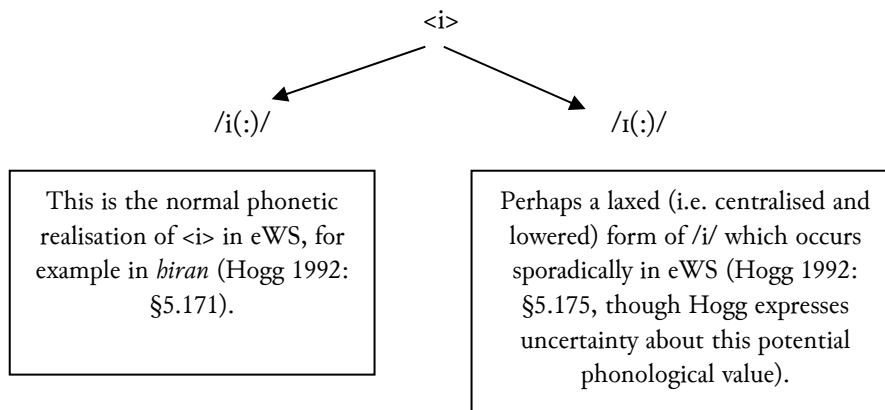 <i>
/i(:)/
/ɪ(:)/
This is the normal phonetic
realisation of <i> in eWS, for
example in hiran (Hogg 1992:
§5.171).
Perhaps a laxed (i.e. centralised and
lowered) form of /i/ which occurs
sporadically in eWS (Hogg 1992:
§5.175, though Hogg expresses
uncertainty about this potential
phonological value).